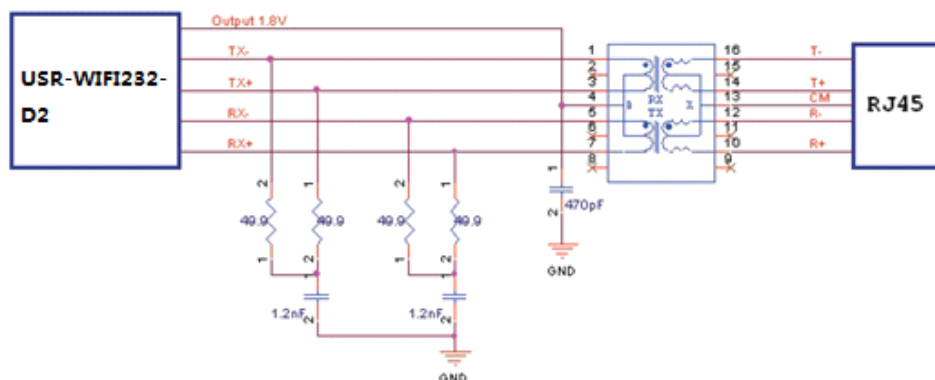 Output 1.8V
TX-
TX+
RX-
RX+
USR-WIFI232-
D2
1
2
3
4
5
6
7
8
B
RX
TX
X
16
15
14
13
12
11
10
9
T-
T+
CM
R-
R+
RJ45
2
1
2
1
49.9
49.9
49.9
49.9
1
2
1
2
1
1
1.2nF
1.2nF
2
2
GND
1
470pF
2
GND